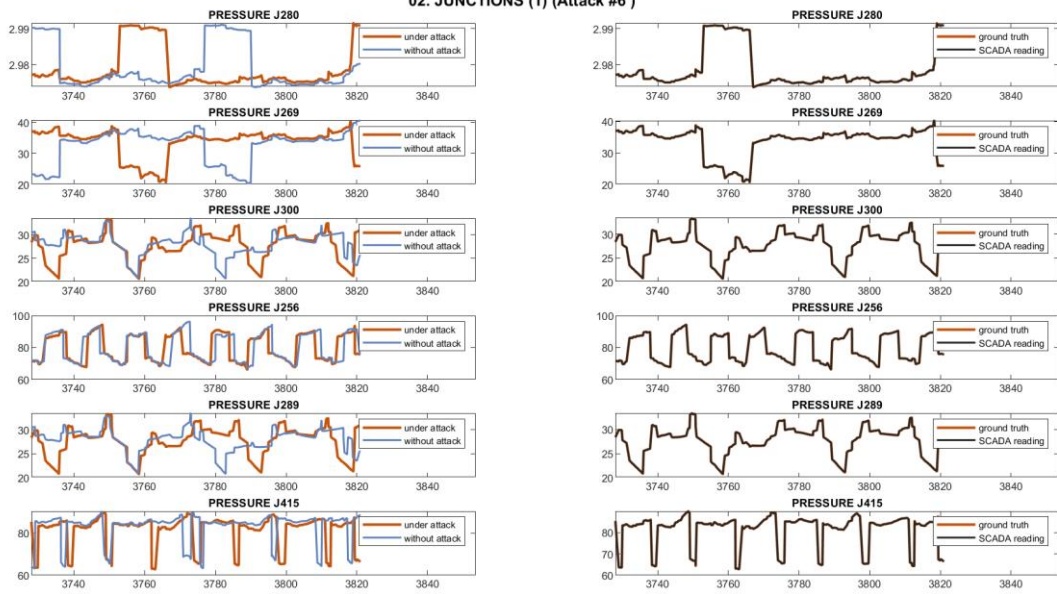 02. JUNCTIONS (1) (Attack #6 )
PRESSURE J280
2.99
2.98
3740 3760 3780 3800 3820 3840
under attack
without attack
PRESSURE J280
2.99
2.98
3740 3760 3780 3800 3820 3840
ground truth
SCADA reading
PRESSURE J269
40
30
20
3740 3760 3780 3800 3820 3840
under attack
without attack
PRESSURE J269
40
30
20
3740 3760 3780 3800 3820 3840
ground truth
SCADA reading
PRESSURE J300
30
25
20
3740 3760 3780 3800 3820 3840
under attack
without attack
PRESSURE J300
30
25
20
3740 3760 3780 3800 3820 3840
ground truth
SCADA reading
PRESSURE J256
100
80
60
3740 3760 3780 3800 3820 3840
under attack
without attack
PRESSURE J256
100
80
60
3740 3760 3780 3800 3820 3840
ground truth
SCADA reading
PRESSURE J289
30
25
20
3740 3760 3780 3800 3820 3840
under attack
without attack
PRESSURE J289
30
25
20
3740 3760 3780 3800 3820 3840
ground truth
SCADA reading
PRESSURE J415
80
60
3740 3760 3780 3800 3820 3840
under attack
without attack
PRESSURE J415
80
70
60
3740 3760 3780 3800 3820 3840
ground truth
SCADA reading